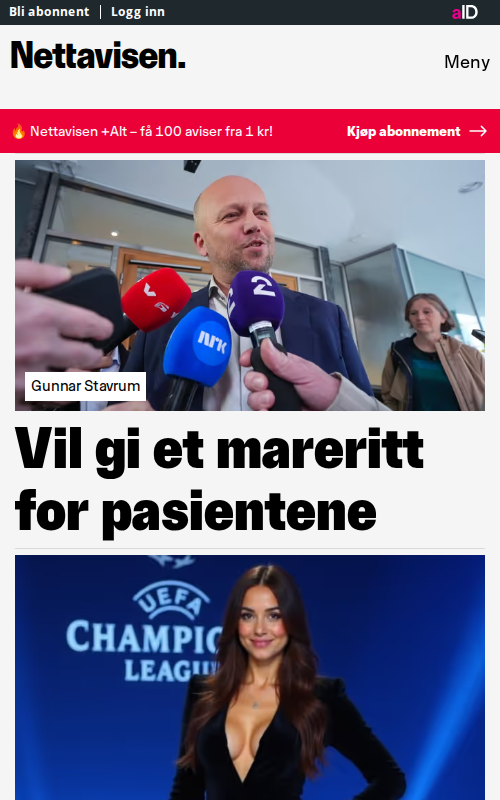 Bli abonnent
Logg inn
aID
Nettavisen.
Meny
🔥 Nettavisen +Alt – få 100 aviser fra 1 kr!
Kjøp abonnement →
nrk
2
Gunnar Stavrum
Vil gi et mareritt
for pasientene
UEFA
CHAMPIO
LEAGU